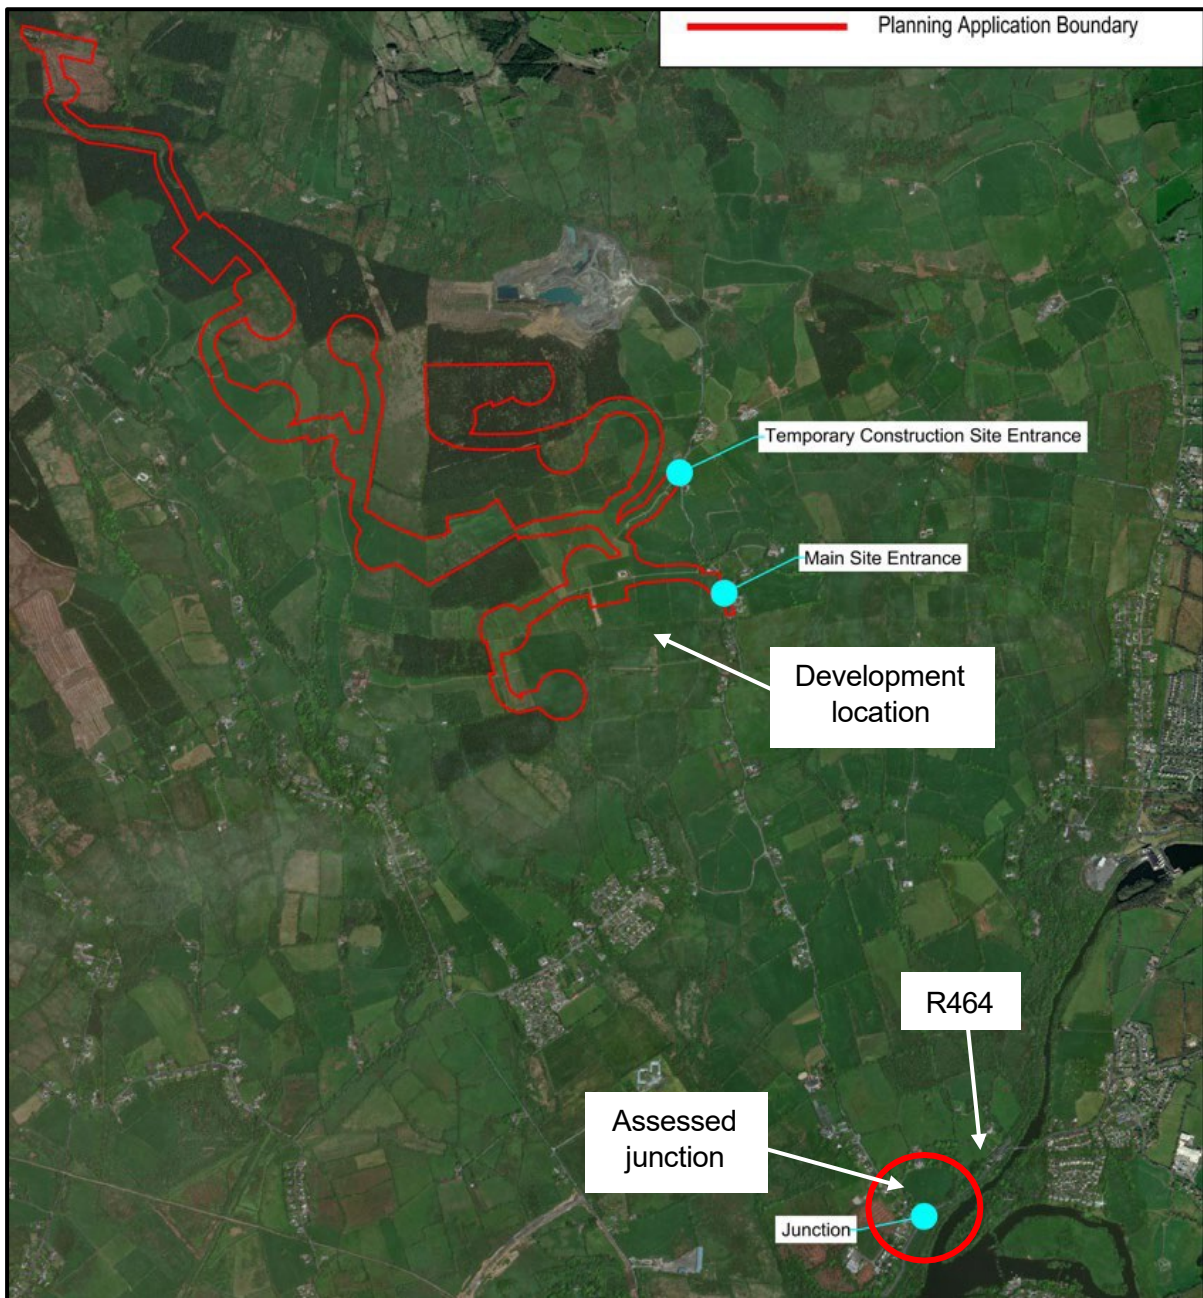 Planning Application Boundary
Temporary Construction Site Entrance
Main Site Entrance
Development
location
R464
Assessed
junction
Junction